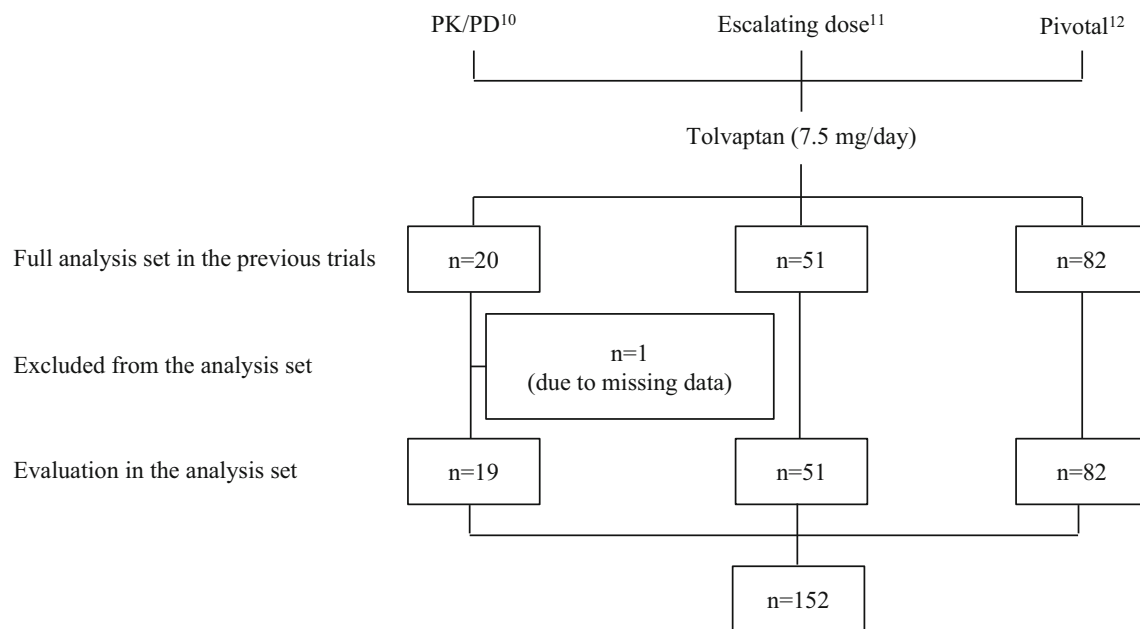 PK/PD10
Escalating dose11
Pivotal12
Tolvaptan (7.5 mg/day)
Full analysis set in the previous trials
n=20
n=51
n=82
Excluded from the analysis set
n=1
(due to missing data)
Evaluation in the analysis set
n=19
n=51
n=82
n=152